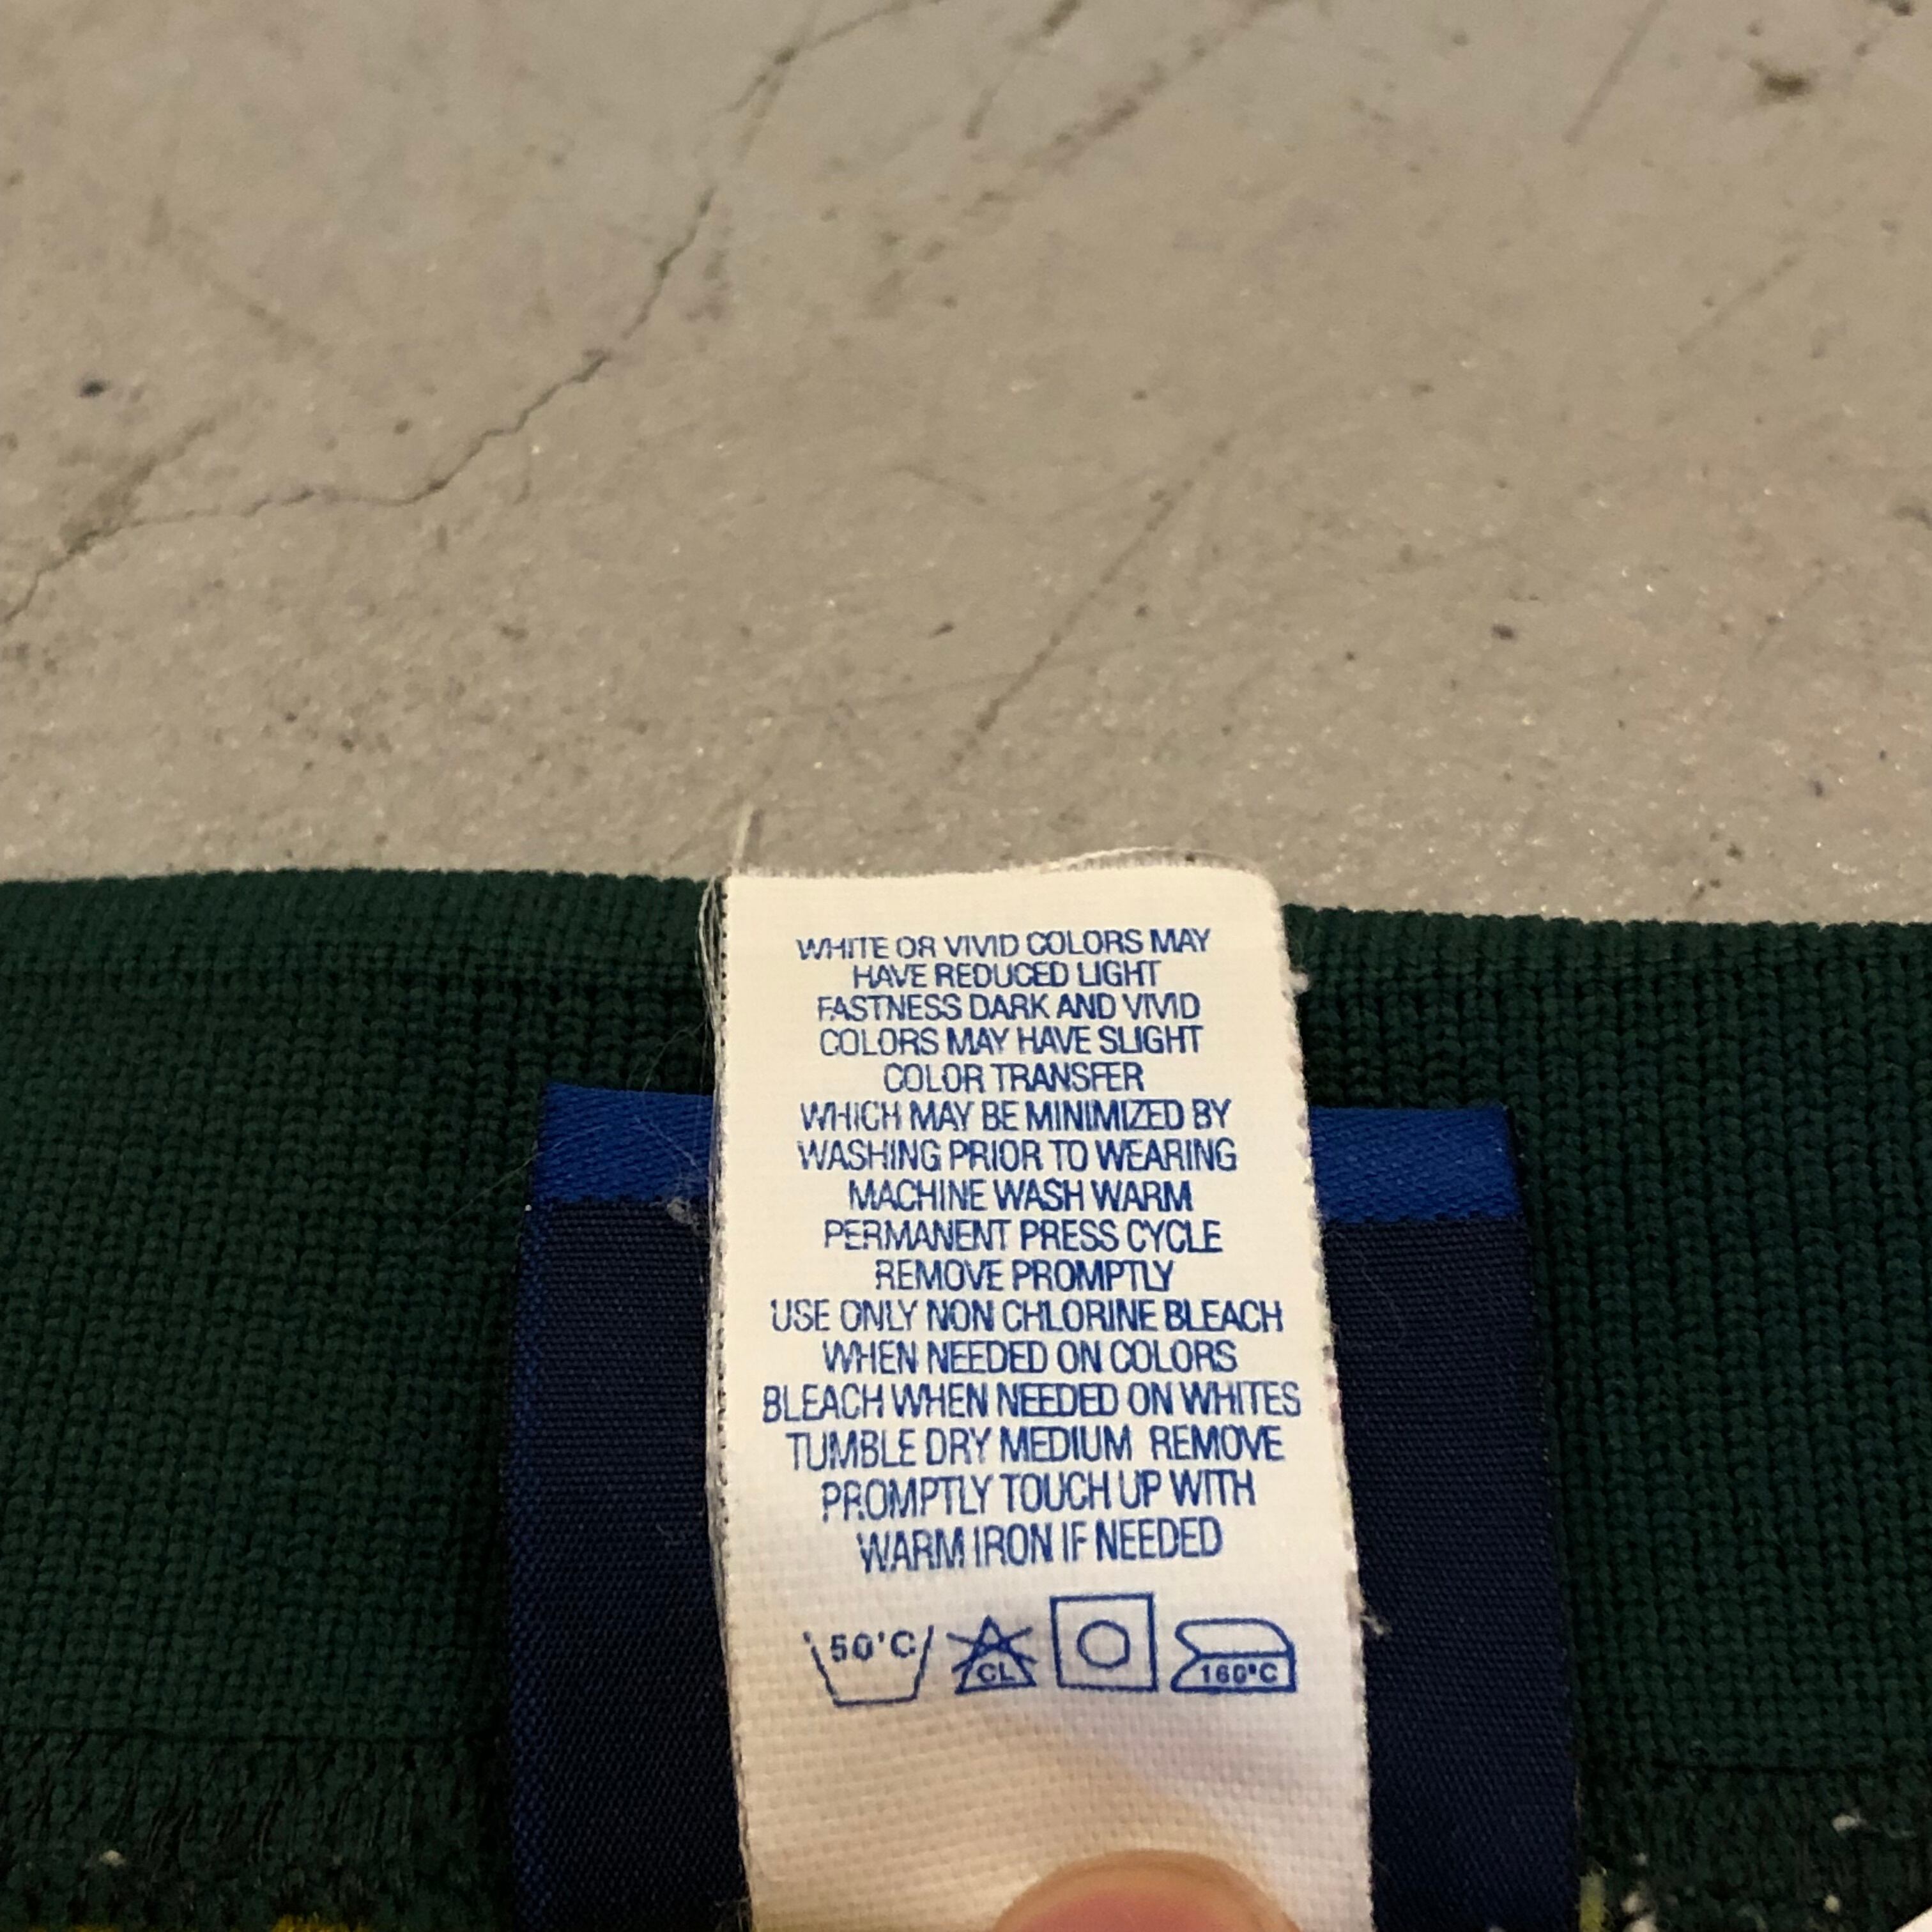 WHITE OR VIVID COLORS MAY
HAVE REDUCED LIGHT
FASTNESS DARK AND VIVID
COLORS MAY HAVE SLIGHT
COLOR TRANSFER
WHICH MAY BE MINIMIZED BY
WASHING PRIOR TO WEARING
MACHINE WASH WARM
PERMANENT PRESS CYCLE
REMOVE PROMPTLY
USE ONLY NON CHLORINE BLEACH
WHEN NEEDED ON COLORS
BLEACH WHEN NEEDED ON WHITES
TUMBLE DRY MEDIUM REMOVE
PROMPTLY TOUCH UP WITH
WARM IRON IF NEEDED
50°C CL 160°C